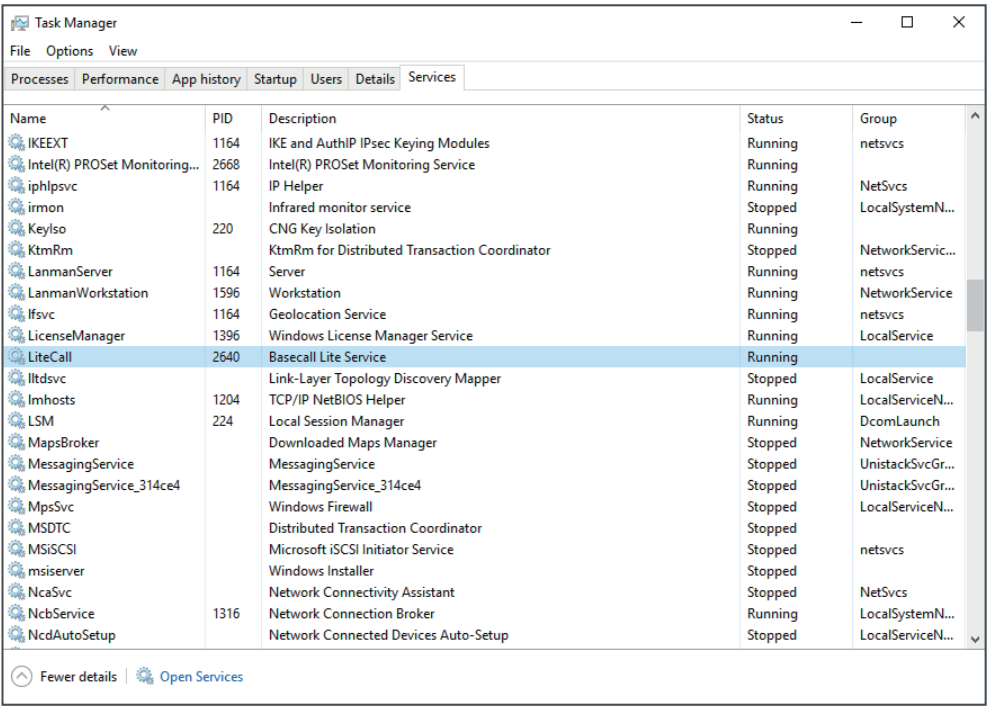 Task Manager
File Options View
Processes Performance App history Startup Users Details Services
Name PID Description Status Group
IKEEXT 1164 IKE and AuthIP IPsec Keying Modules Running netsvcs
Intel(R) PROSet Monitoring... 2668 Intel(R) PROSet Monitoring Service Running
iphlpsvc 1164 IP Helper Running NetSvcs
irmon Infrared monitor service Stopped LocalSystemN...
KeyIso 220 CNG Key Isolation Running
KtmRm KtmRm for Distributed Transaction Coordinator Stopped NetworkServic...
LanmanServer 1164 Server Running netsvcs
LanmanWorkstation 1596 Workstation Running NetworkService
lfsvc 1164 Geolocation Service Running netsvcs
LicenseManager 1396 Windows License Manager Service Running LocalService
LiteCall 2640 Basecall Lite Service Running
lltdsvc Link-Layer Topology Discovery Mapper Stopped LocalService
lmhosts 1204 TCP/IP NetBIOS Helper Running LocalServiceN...
LSM 224 Local Session Manager Running DcomLaunch
MapsBroker Downloaded Maps Manager Stopped NetworkService
MessagingService MessagingService Stopped UnistackSvcGr...
MessagingService_314ce4 MessagingService_314ce4 Stopped UnistackSvcGr...
MpsSvc Windows Firewall Stopped LocalServiceN...
MSDTC Distributed Transaction Coordinator Stopped
MSiSCSI Microsoft iSCSI Initiator Service Stopped netsvcs
msiserver Windows Installer Stopped
NcaSvc Network Connectivity Assistant Stopped NetSvcs
NcbService 1316 Network Connection Broker Running LocalSystemN...
NcdAutoSetup Network Connected Devices Auto-Setup Stopped LocalServiceN...
Fewer details Open Services